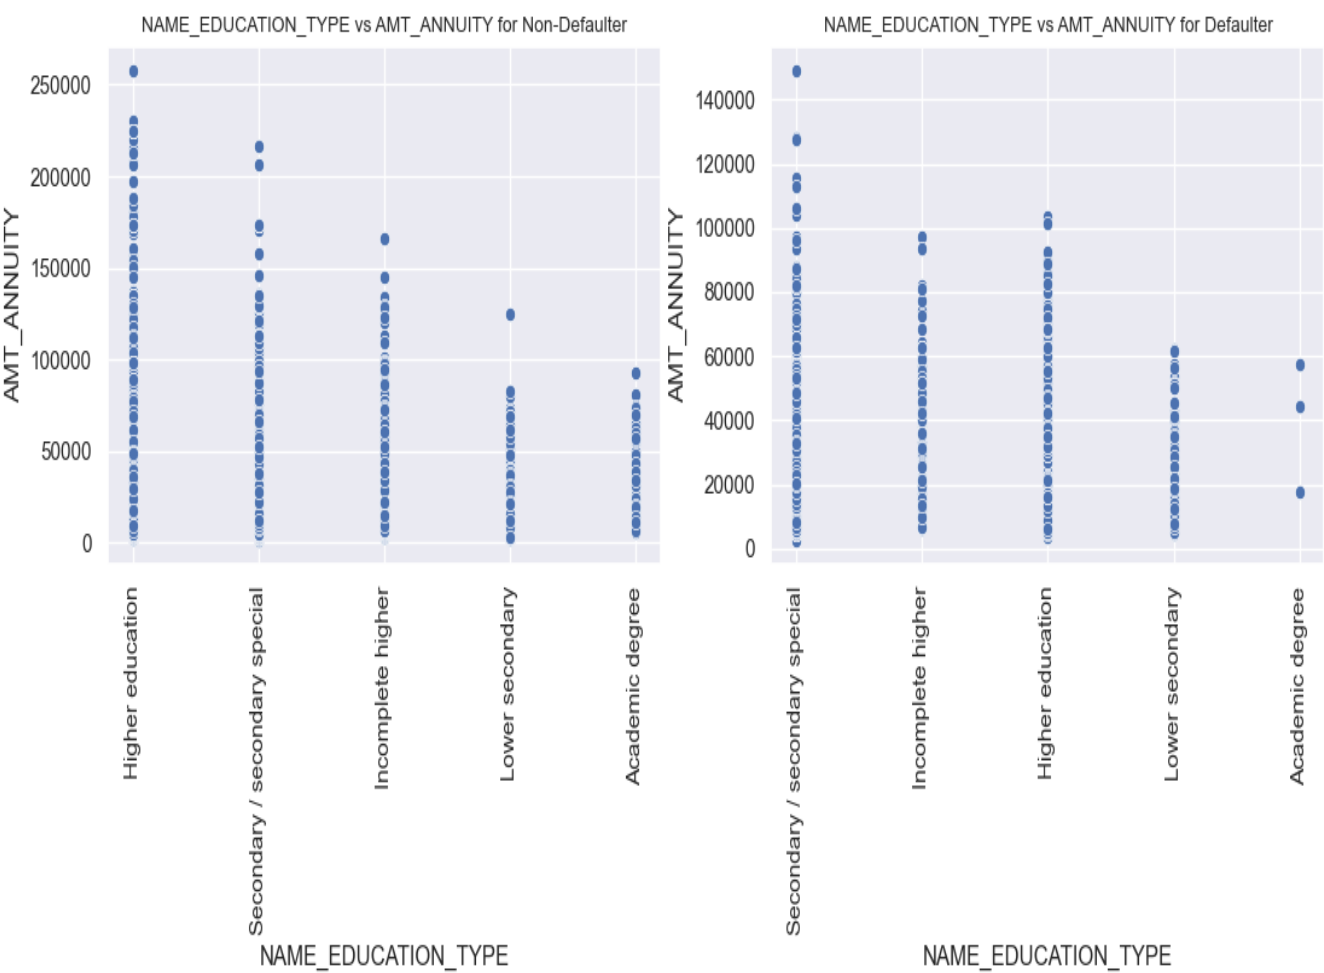 NAME_EDUCATION_TYPE vs AMT_ANNUITY for Non-Defaulter
AMT_ANNUITY
250000
200000
150000
100000
50000
0
Higher education
Secondary / secondary special
Incomplete higher
Lower secondary
Academic degree
NAME_EDUCATION_TYPE
NAME_EDUCATION_TYPE vs AMT_ANNUITY for Defaulter
AMT_ANNUITY
140000
120000
100000
80000
60000
40000
20000
0
Secondary / secondary special
Incomplete higher
Higher education
Lower secondary
Academic degree
NAME_EDUCATION_TYPE